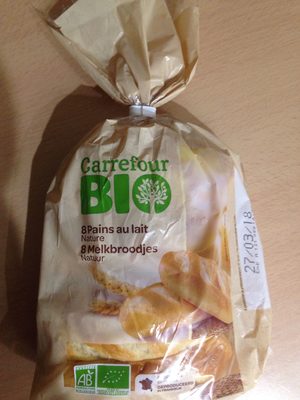 Carrefour
BIO
8 Pains au lait
Nature
8 Melkbroodjes
Natuur
27/03/18
AB